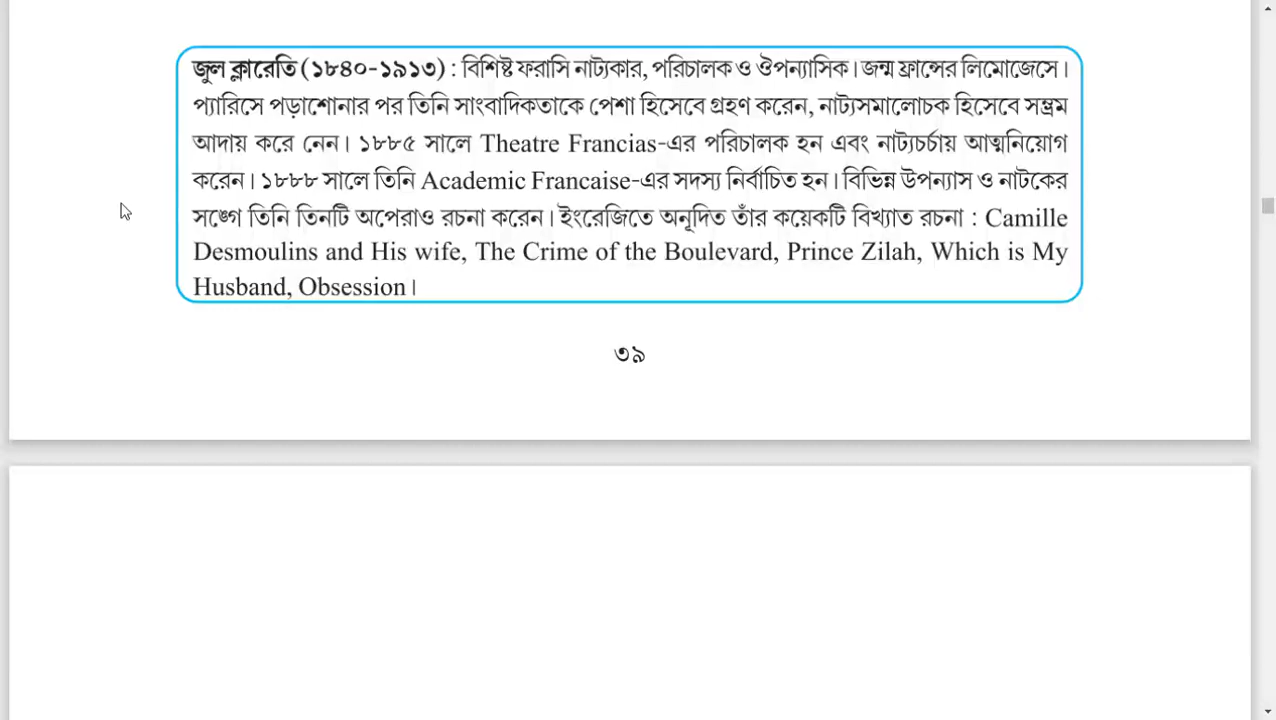 জুল ক্লারেতি (১৮৪০-১৯১৩) : বিশিষ্ট ফরাসি নাট্যকার, পরিচালক ও ঔপন্যাসিক। জন্ম ফ্রান্সের লিমোজেসে।
প্যারিসে পড়াশোনার পর তিনি সাংবাদিকতাকে পেশা হিসেবে গ্রহণ করেন, নাট্যসমালোচক হিসেবে সম্ভ্রম
আদায় করে নেন। ১৮৮৫ সালে Theatre Francias-এর পরিচালক হন এবং নাট্যচর্চায় আত্মনিয়োগ
করেন। ১৮৮৮ সালে তিনি Academic Francaise-এর সদস্য নির্বাচিত হন। বিভিন্ন উপন্যাস ও নাটকের
সঙ্গে তিনি তিনটি অপেরাও রচনা করেন। ইংরেজিতে অনূদিত তাঁর কয়েকটি বিখ্যাত রচনা : Camille
Desmoulins and His wife, The Crime of the Boulevard, Prince Zilah, Which is My
Husband, Obsession।
৩৯